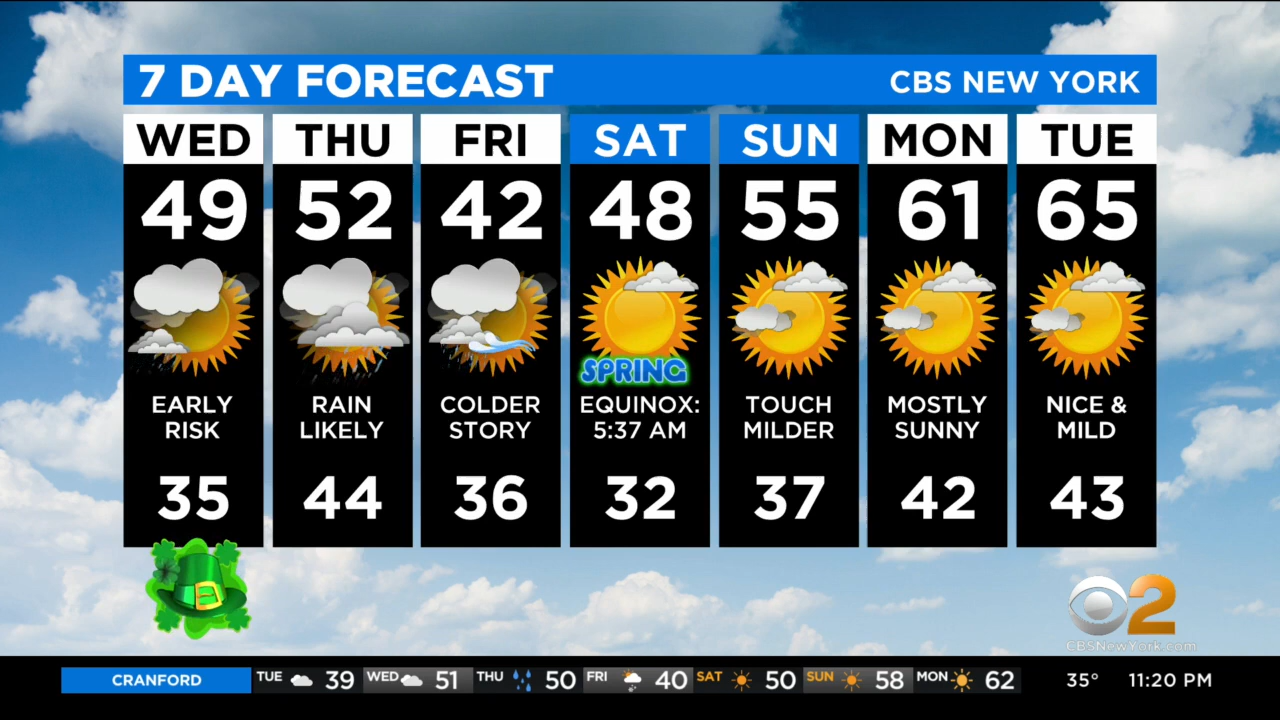 7 DAY FORECAST
CBS NEW YORK
WED THU FRI SAT SUN MON TUE
49 52 42 48 55 61 65
SPRING
EARLY RAIN COLDER EQUINOX: TOUCH MOSTLY NICE &
RISK LIKELY STORY 5:37 AM MILDER SUNNY MILD
35 44 36 32 37 42 43
2
CBSNewYork.com
CRANFORD TUE 39 WED 51 THU 50 FRI 40 SAT 50 SUN 58 MON 62 35° 11:20 PM